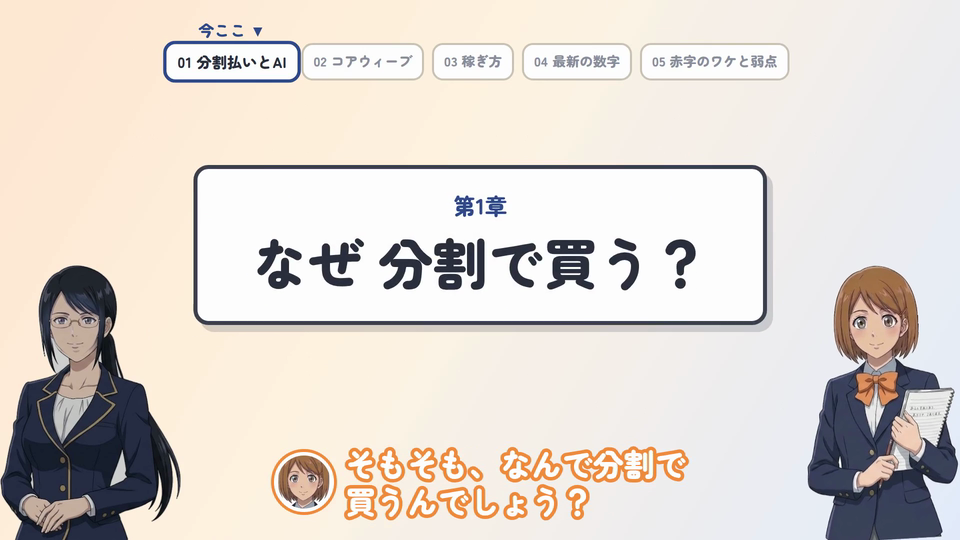 今ここ ▼
01 分割払いとAI
02 コアウィーブ
03 稼ぎ方
04 最新の数字
05 赤字のワケと弱点
第1章
なぜ 分割で買う？
そもそも、なんで分割で
買うんでしょう？